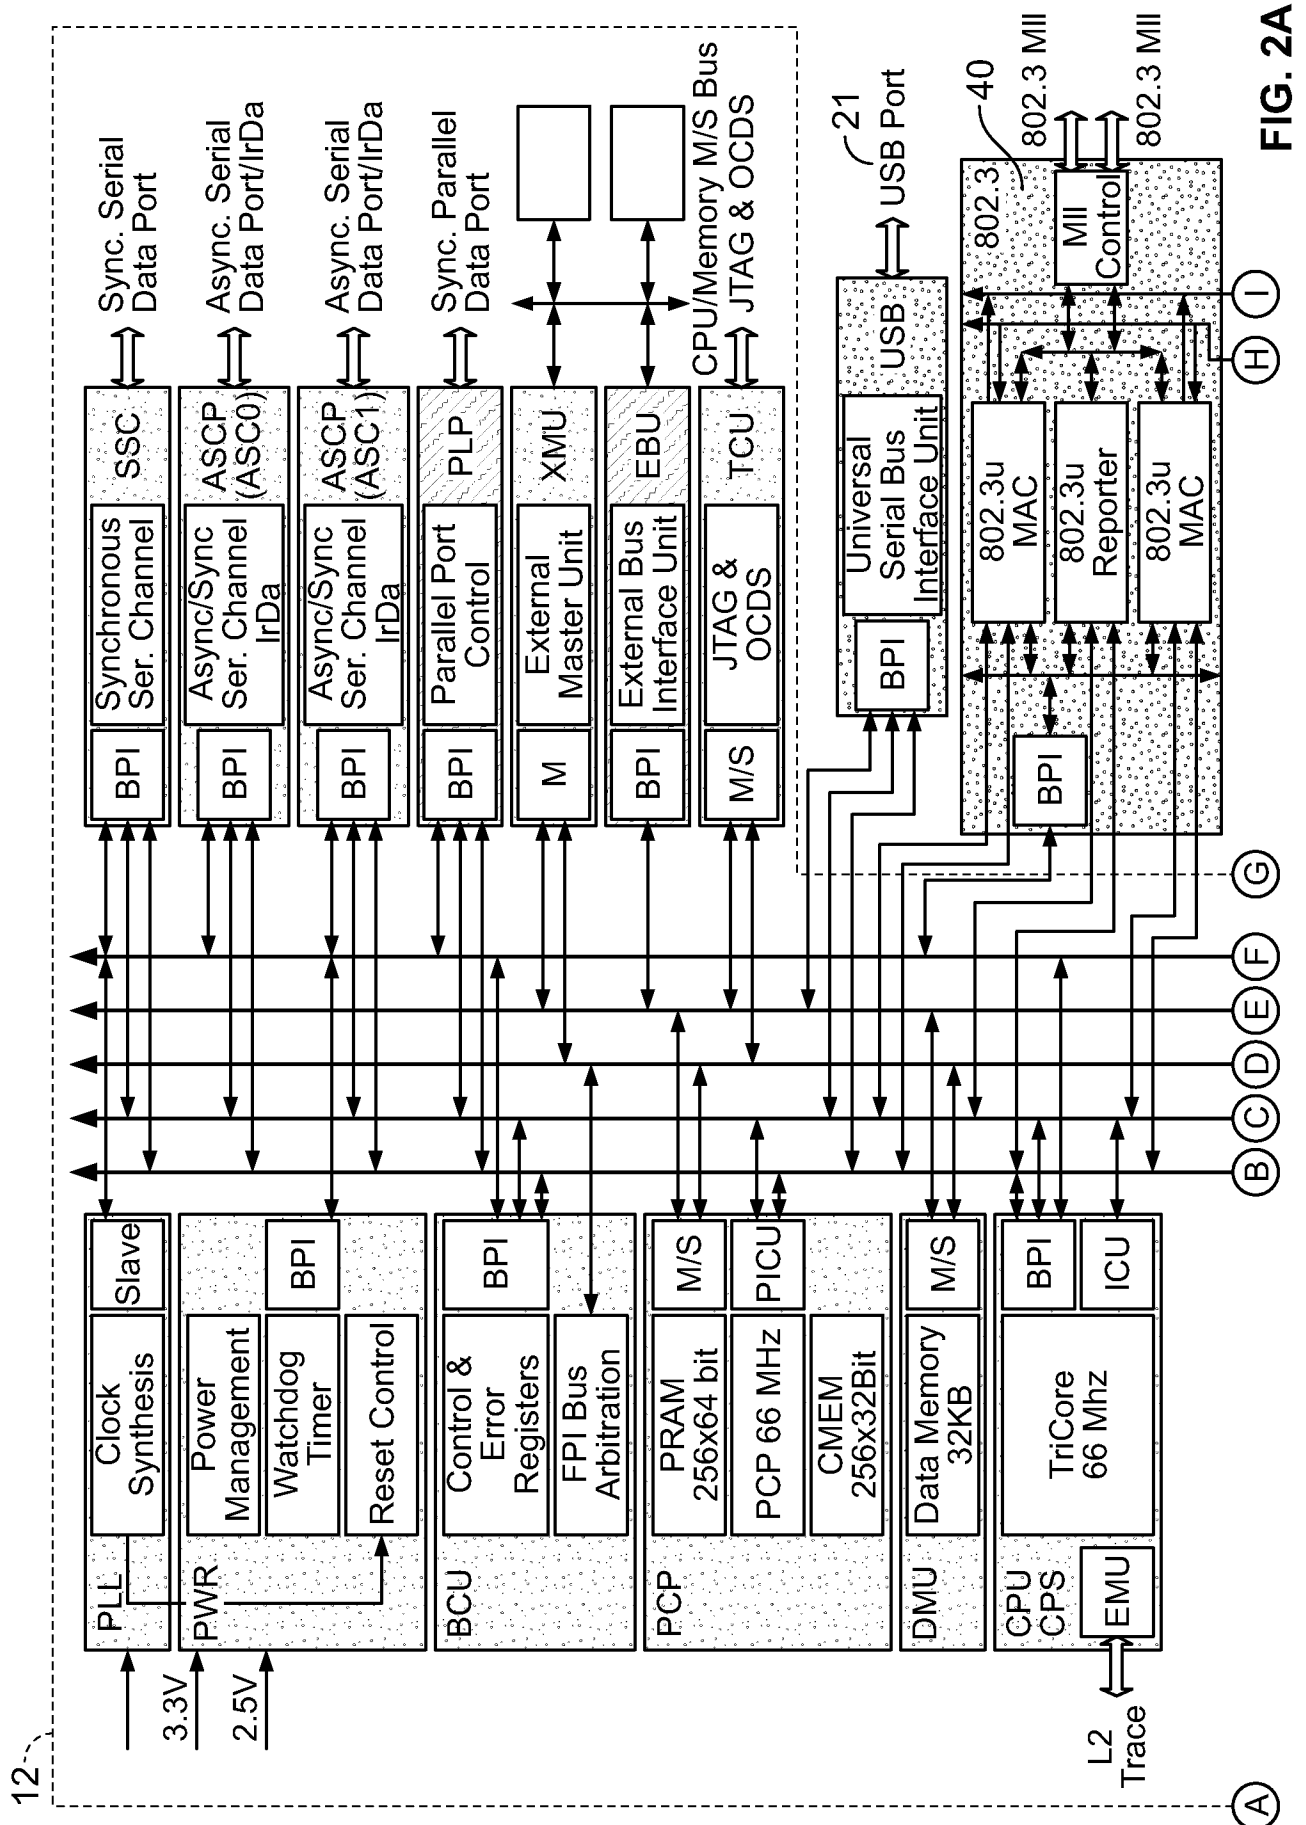 12
3.3V
2.5V
PLL
Clock
Synthesis
Slave
PWR
Power
Management
Watchdog
Timer
Reset Control
BPI
BCU
Control &
Error
Registers
BPI
FPI Bus
Arbitration
PCP
PRAM
256x64 bit
M/S
PCP 66 MHz
PICU
CMEM
256x32Bit
DMU
Data Memory
32KB
M/S
CPU
CPS
TriCore
66 Mhz
BPI
ICU
EMU
L2
Trace
BPI
Synchronous
Ser. Channel
SSC
Sync. Serial
Data Port
BPI
Async/Sync
Ser. Channel
IrDa
ASCP
(ASC0)
Async. Serial
Data Port/IrDa
BPI
Async/Sync
Ser. Channel
IrDa
ASCP
(ASC1)
Async. Serial
Data Port/IrDa
BPI
Parallel Port
Control
PLP
Sync. Parallel
Data Port
M
External
Master Unit
XMU
BPI
External Bus
Interface Unit
EBU
CPU/Memory M/S Bus
M/S
JTAG &
OCDS
TCU
JTAG & OCDS
BPI
Universal
Serial Bus
Interface Unit
USB
USB Port
21
BPI
802.3u
MAC
802.3u
Reporter
802.3u
MAC
802.3
MII
Control
40
802.3 MII
802.3 MII
A
B
C
D
E
F
G
H
I
FIG. 2A